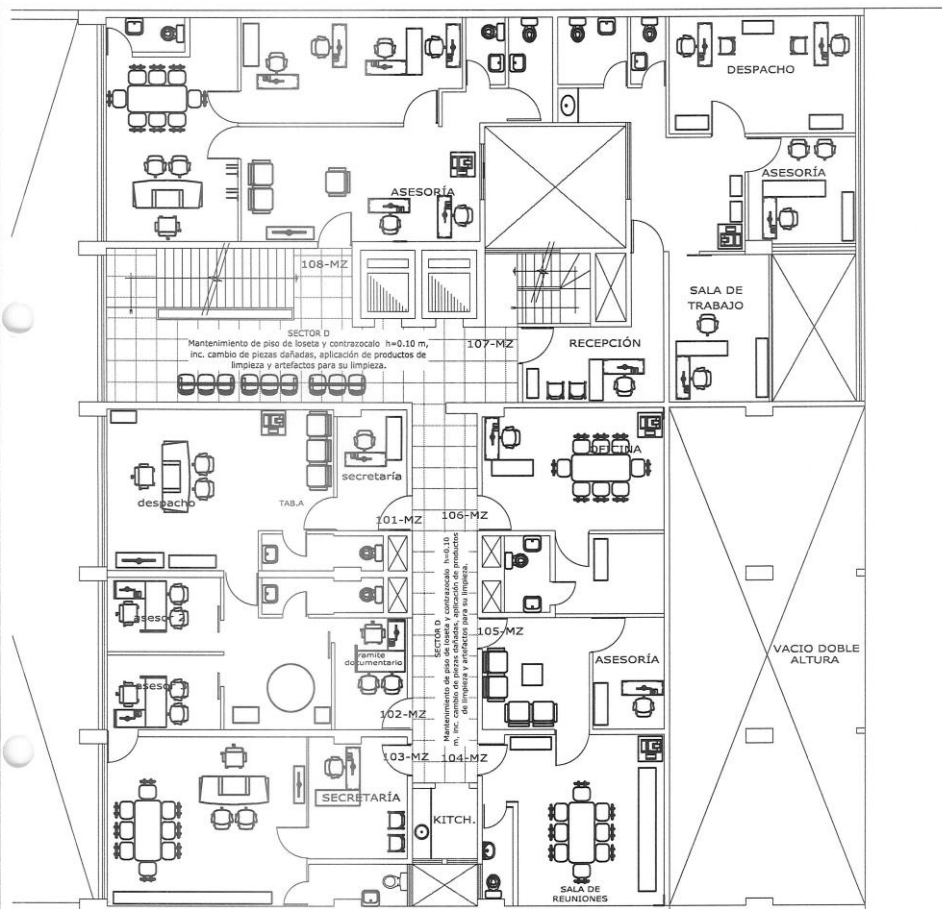 DESPACHO
ASESORÍA
ASESORÍA
108-MZ
SALA DE
TRABAJO
SECTOR D
Mantenimiento de piso de loseta y contrazocalo h=0.10 m,
inc. cambio de piezas dañadas, aplicación de productos de
limpieza y artefactos para su limpieza.
107-MZ
RECEPCIÓN
OFICINA
secretaría
despacho
TAB.A
101-MZ
106-MZ
SECTOR D
Mantenimiento de piso de loseta y contrazocalo h=0.10
m, inc. cambio de piezas dañadas, aplicación de productos
de limpieza y artefactos para su limpieza.
asesor 2
105-MZ
tramite
documentario
ASESORÍA
VACIO DOBLE
ALTURA
102-MZ
103-MZ
104-MZ
SECRETARÍA
KITCH.
SALA DE
REUNIONES